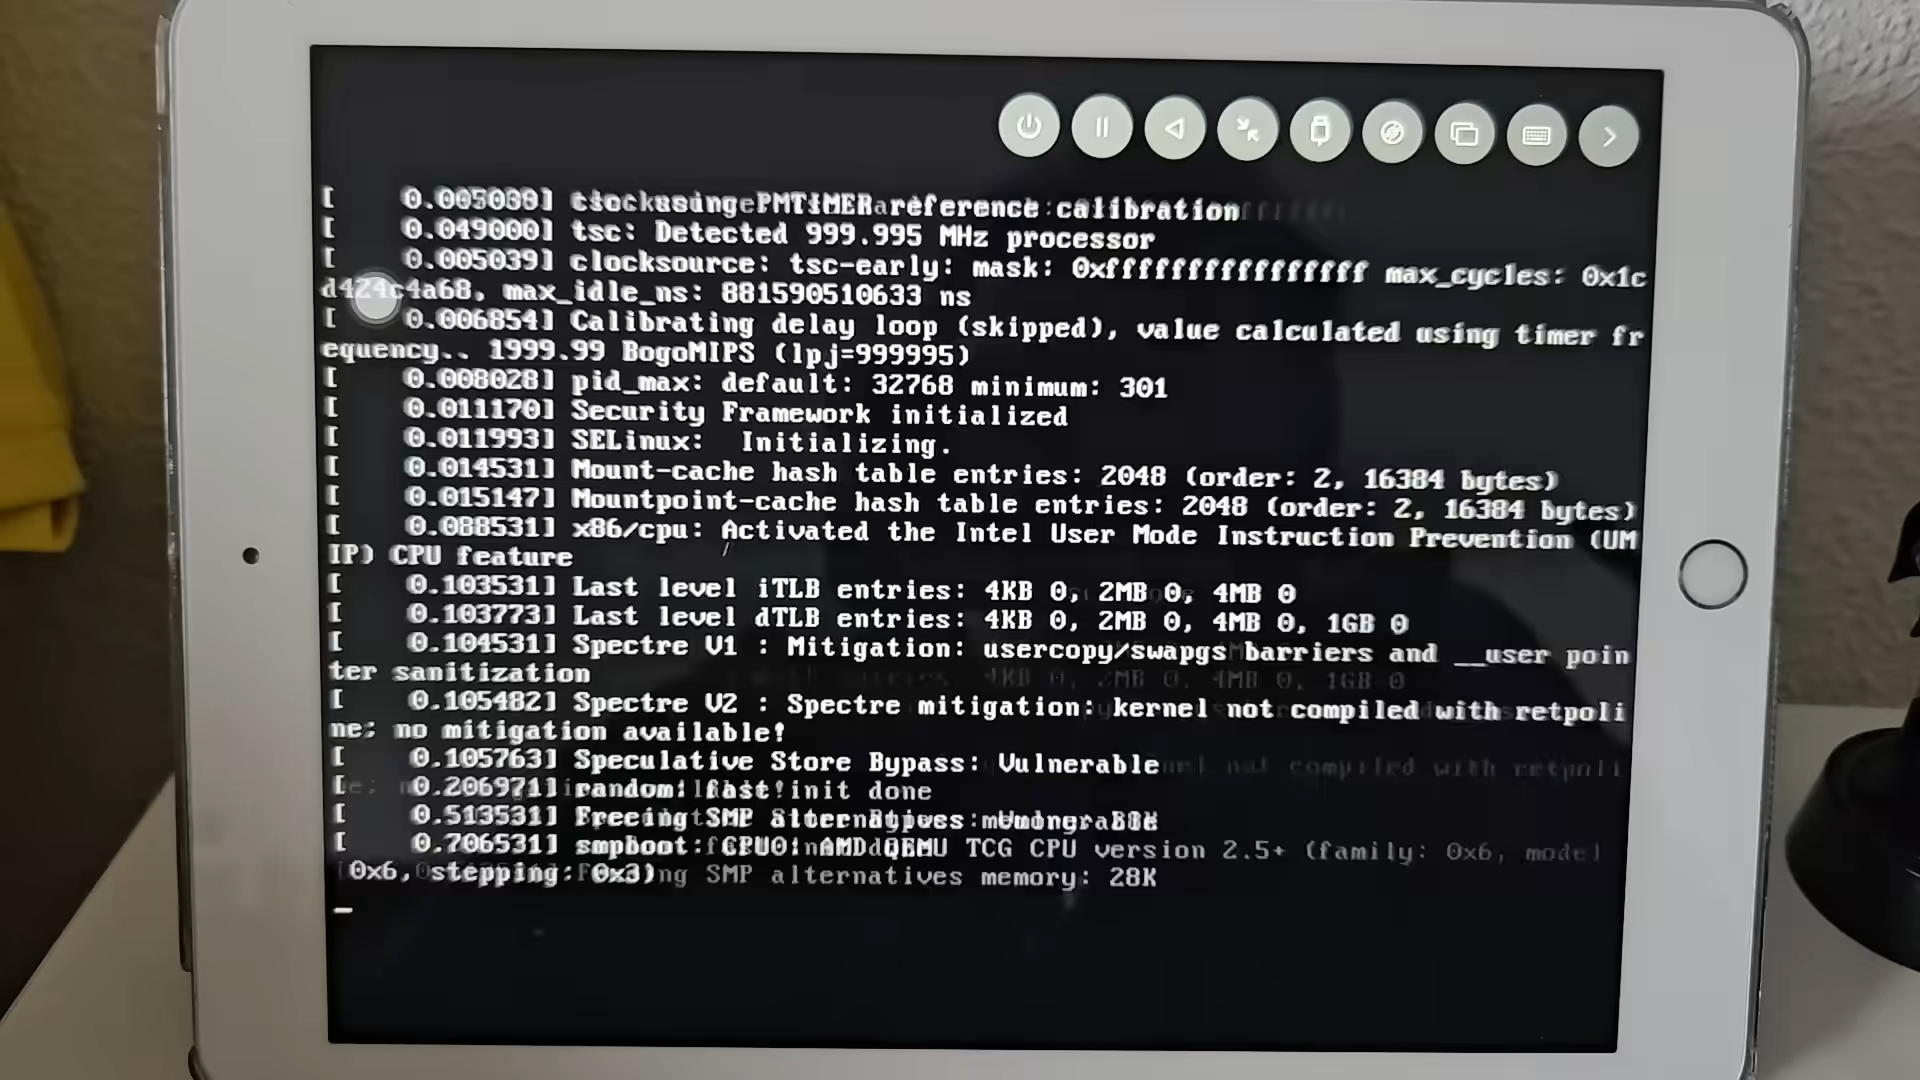 [    0.005039] calibration
[    0.049000] tsc: Detected 999.995 MHz processor
[    0.005039] clocksource: tsc-early: mask: 0xffffffffffffffff max_cycles: 0x1c
d424c4a68, max_idle_ns: 881590510633 ns
[    0.006854] Calibrating delay loop (skipped), value calculated using timer fr
equency.. 1999.99 BogoMIPS (lpj=999995)
[    0.008028] pid_max: default: 32768 minimum: 301
[    0.011170] Security Framework initialized
[    0.011993] SELinux:  Initializing.
[    0.014531] Mount-cache hash table entries: 2048 (order: 2, 16384 bytes)
[    0.015147] Mountpoint-cache hash table entries: 2048 (order: 2, 16384 bytes)
[    0.088531] x86/cpu: Activated the Intel User Mode Instruction Prevention (UM
IP) CPU feature
[    0.103531] Last level iTLB entries: 4KB 0, 2MB 0, 4MB 0
[    0.103773] Last level dTLB entries: 4KB 0, 2MB 0, 4MB 0, 1GB 0
[    0.104531] Spectre V1 : Mitigation: usercopy/swapgs barriers and __user poin
ter sanitization
[    0.105482] Spectre V2 : Spectre mitigation: kernel not compiled with retpoli
ne; no mitigation available!
[    0.105763] Speculative Store Bypass: Vulnerable
[    0.206971] random: fast init done
[    0.513531] Freeing SMP
[    0.706531] smpboot: CPU0: AMD QEMU TCG CPU version 2.5+ (family: 0x6, model
0x6, stepping: 0x3)
SMP alternatives memory: 28K